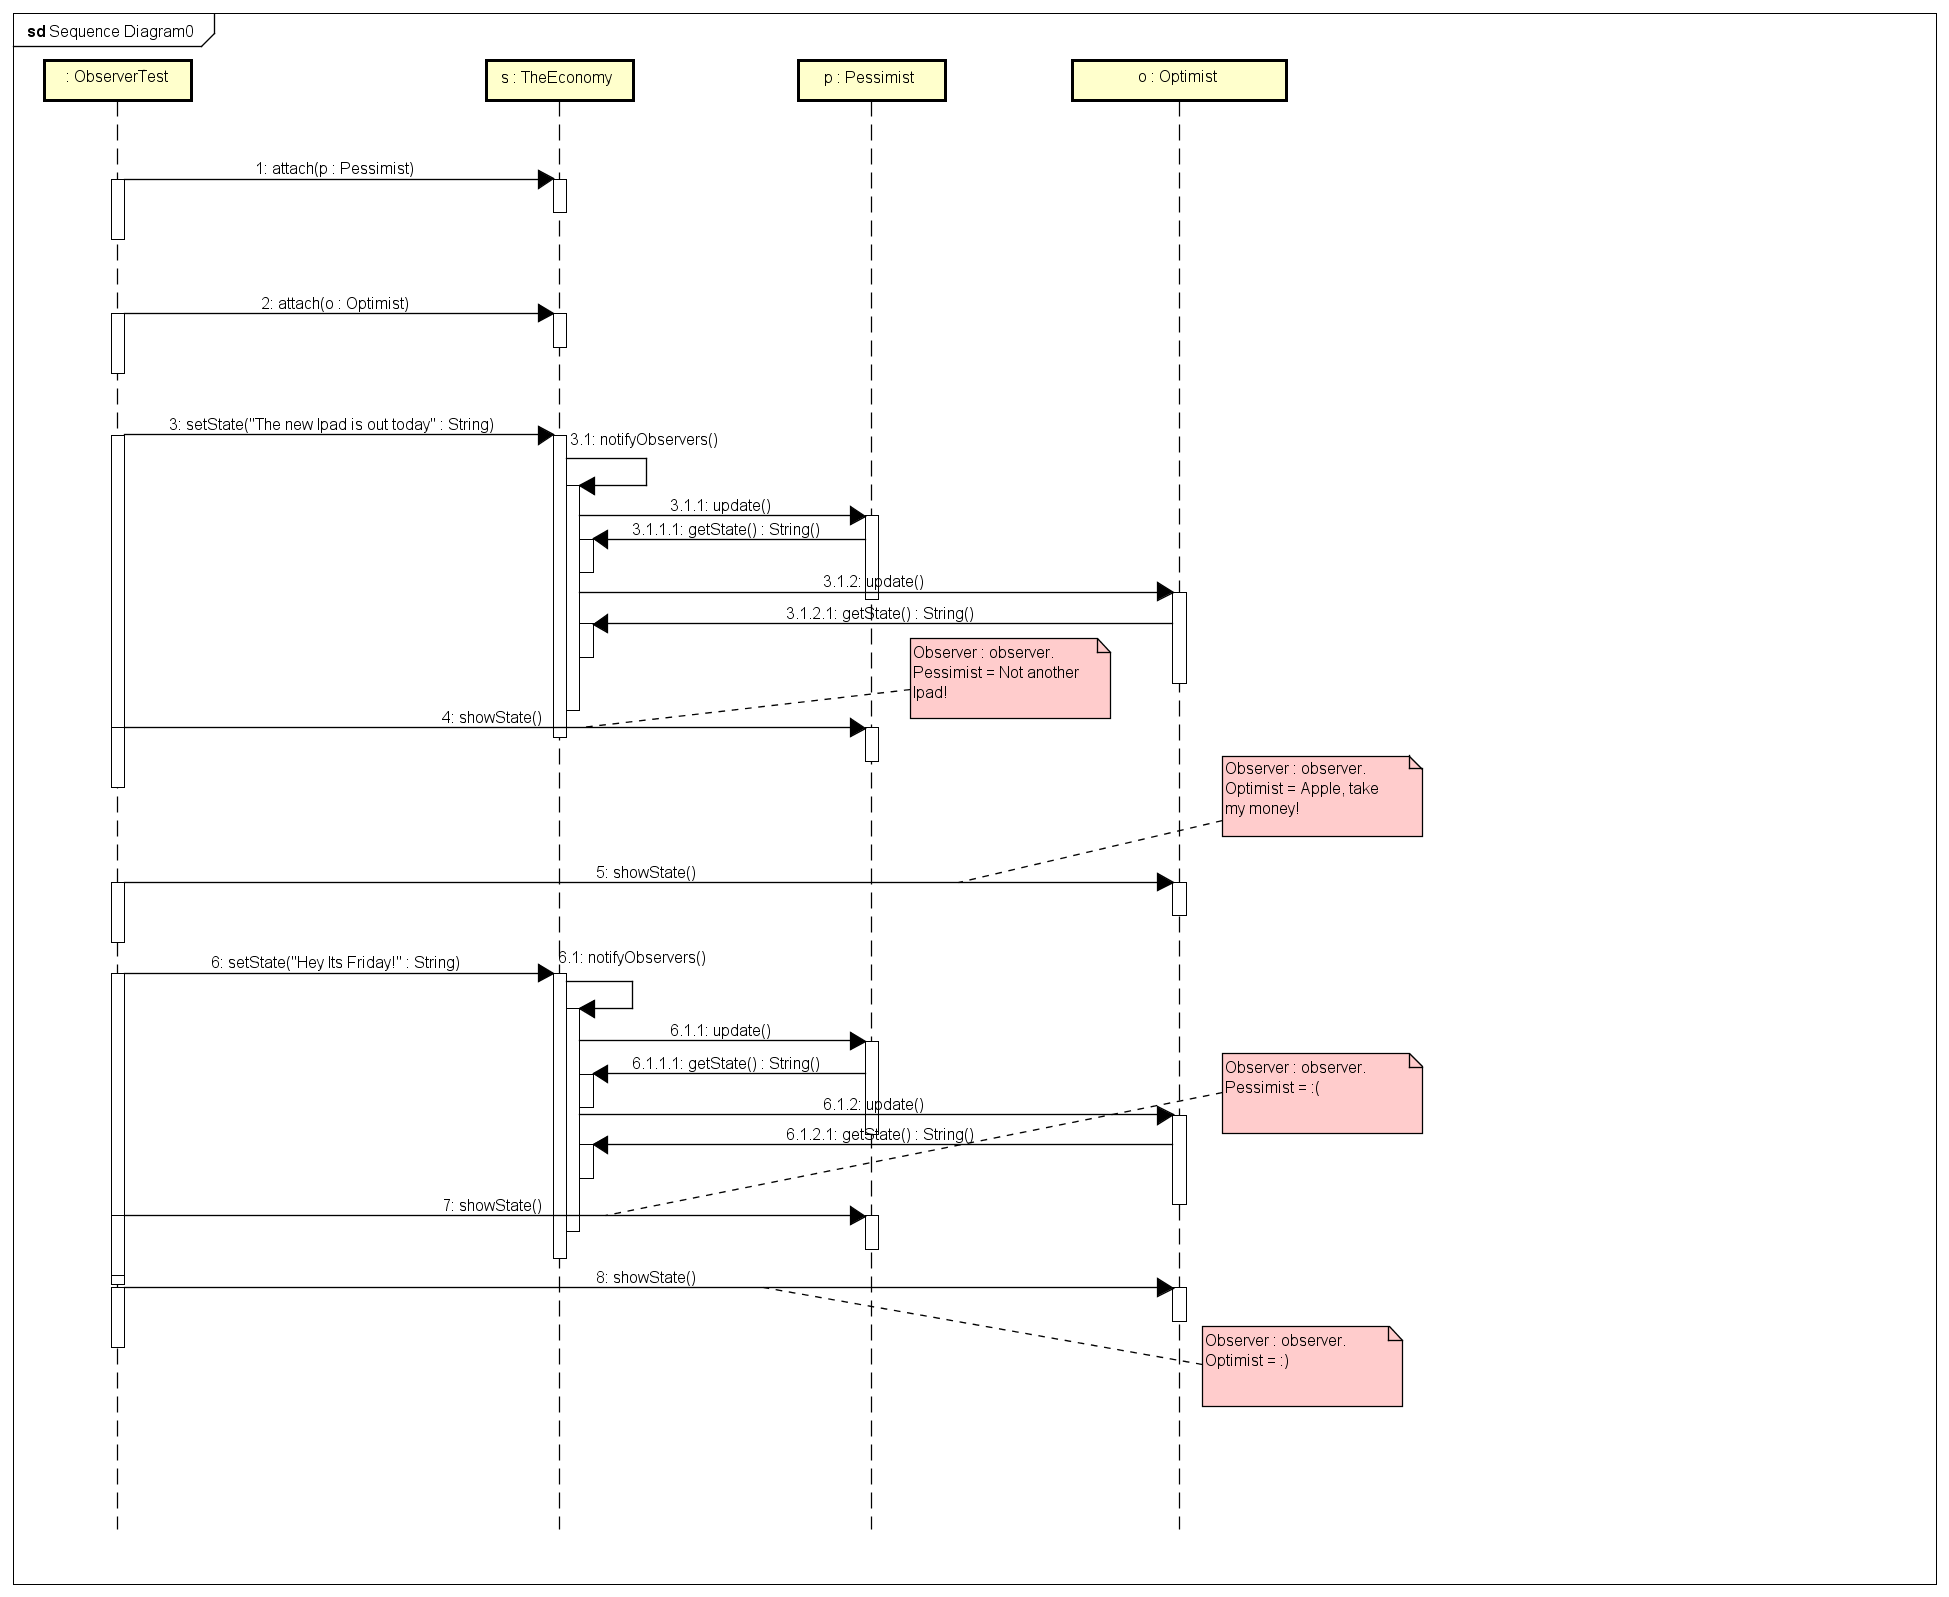 sd Sequence Diagram0
: ObserverTest
s : TheEconomy
p : Pessimist
o : Optimist
1: attach(p : Pessimist)
2: attach(o : Optimist)
3: setState("The new Ipad is out today" : String)
3.1: notifyObservers()
3.1.1: update()
3.1.1.1: getState() : String()
3.1.2: update()
3.1.2.1: getState() : String()
Observer : observer.
Pessimist = Not another
Ipad!
4: showState()
Observer : observer.
Optimist = Apple, take
my money!
5: showState()
6: setState("Hey Its Friday!" : String)
6.1: notifyObservers()
6.1.1: update()
6.1.1.1: getState() : String()
Observer : observer.
Pessimist = :(
6.1.2: update()
6.1.2.1: getState() : String()
7: showState()
8: showState()
Observer : observer.
Optimist = :)